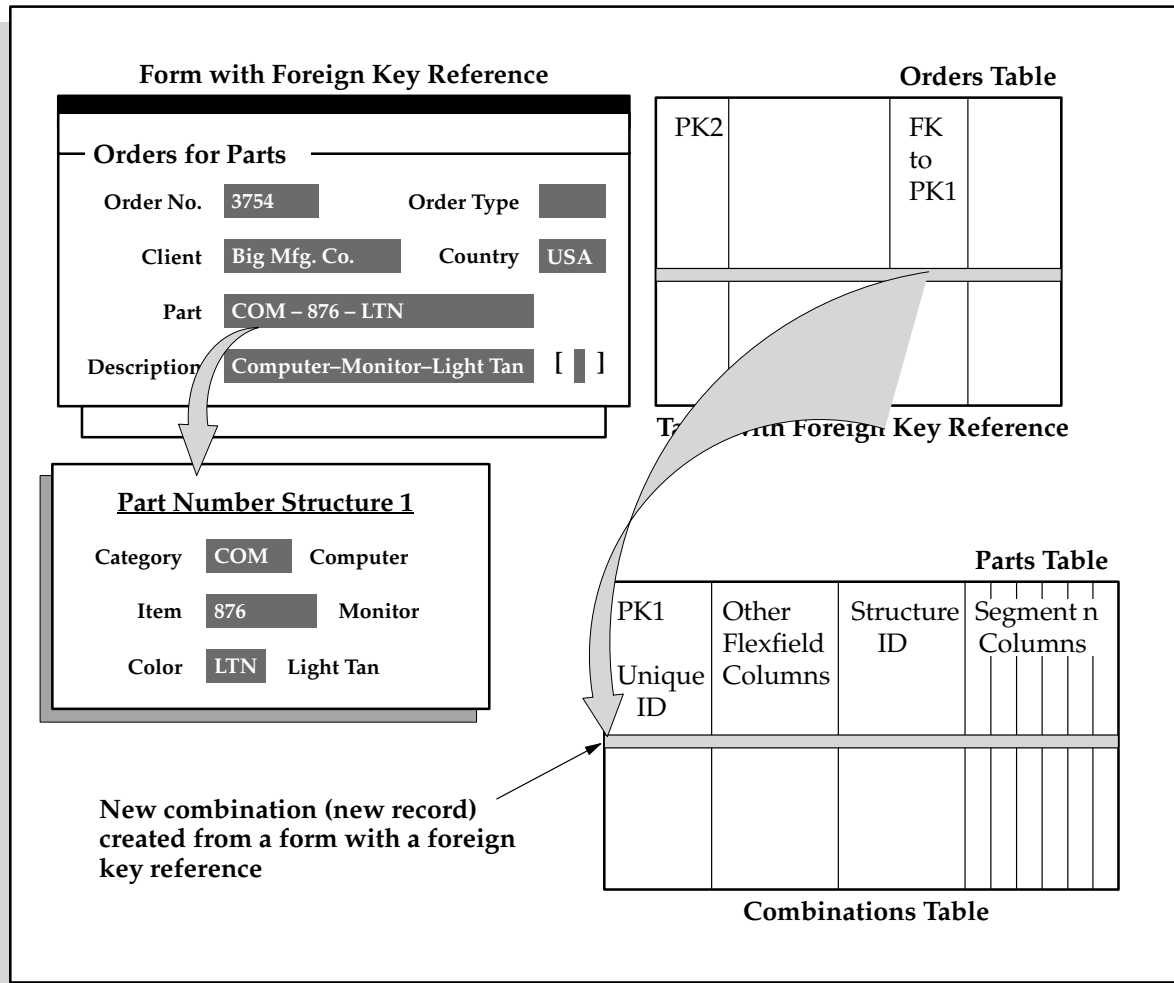 Form with Foreign Key Reference
Orders for Parts
Order No. 3754 Order Type
Client Big Mfg. Co. Country USA
Part COM – 876 – LTN
Description Computer–Monitor–Light Tan [ ]
Part Number Structure 1
Category COM Computer
Item 876 Monitor
Color LTN Light Tan
Orders Table
PK2
FK
to
PK1
with Foreign Key Reference
Parts Table
PK1
Unique
ID
Other
Flexfield
Columns
Structure
ID
Segment n
Columns
New combination (new record)
created from a form with a foreign
key reference
Combinations Table